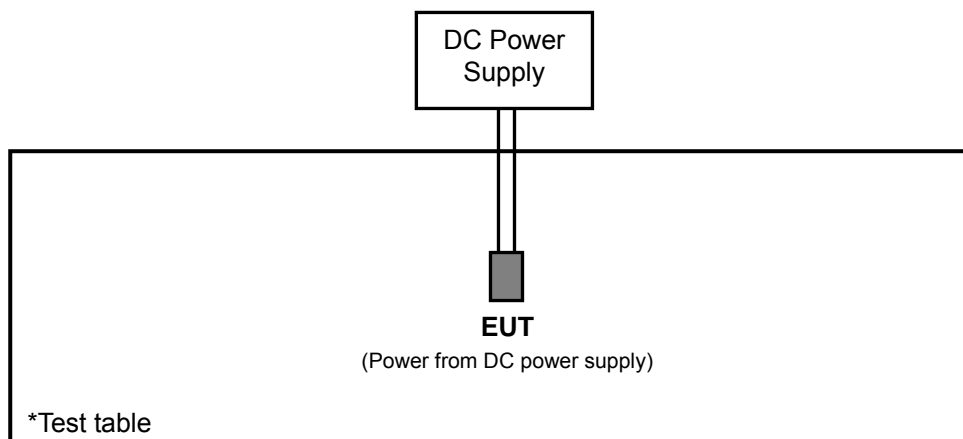 DC Power
Supply
EUT
(Power from DC power supply)
*Test table